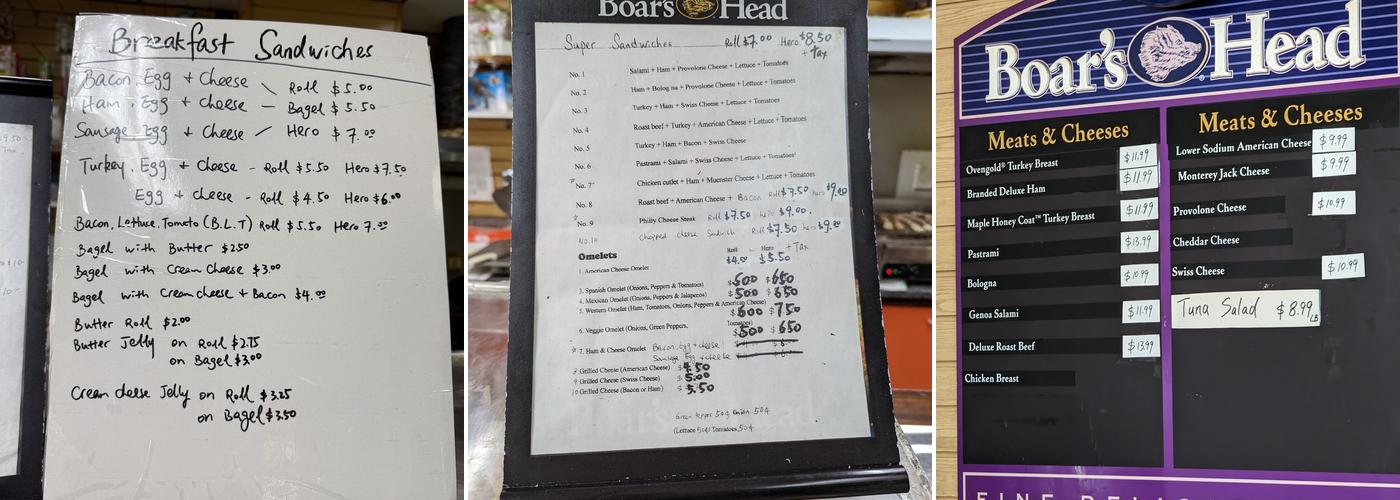 Breakfast Sandwiches
Bacon. Egg + Cheese \ Roll $5.00
Ham. Egg + Cheese — Bagel $5.50
Sausage Egg + Cheese / Hero $7.00
Turkey. Egg + Cheese - Roll $5.50 Hero $7.50
Egg + Cheese - Roll $4.50 Hero $6.00
Bacon, Lettuce. Tomato (B.L.T) Roll $5.50 Hero 7.00
Bagel with Butter $2.50
Bagel with Cream Cheese $3.00
Bagel with Cream cheese + Bacon $4.00
Butter Roll $2.00
Butter Jelly on Roll $2.75
on Bagel $3.00
Cream cheese Jelly on Roll $3.25
on Bagel $3.50
Boar's Head
Super Sandwiches Roll $7.00 Hero $8.50
+ Tax
No. 1 Salami + Ham + Provolone Cheese + Lettuce + Tomatoes
No. 2 Ham + Bologna + Provolone Cheese + Lettuce + Tomatoes
No. 3 Turkey + Ham + Swiss Cheese + Lettuce + Tomatoes
No. 4 Roast beef + Turkey + American Cheese + Lettuce + Tomatoes
No. 5 Turkey + Ham + Bacon + Swiss Cheese
No. 6 Pastrami + Salami + Swiss Cheese + Lettuce + Tomatoes
No. 7 Chicken cutlet + Ham + Muenster Cheese + Lettuce + Tomatoes
No. 8 Roast beef + American Cheese + Bacon Roll $7.50 hero $9.00
No. 9 Philly Cheese Steak Roll $7.50 hero $9.00
No. 10 chopped cheese Sandwich Roll $7.50 hero $9.00
Omelets Roll - Hero + Tax
1. American Cheese Omelet $4.00 $5.50
3. Spanish Omelet (Onions, Peppers & Tomatoes) $500 $650
4. Mexican Omelet (Onions, Peppers & Jalapenos) $500 $650
5. Western Omelet (Ham, Tomatoes, Onions, Peppers & American Cheese) $600 $750
6. Veggie Omelet (Onions, Green Peppers, Tomatoes) $500 $650
7. Ham & Cheese Omelet Bacon. Egg + cheese
Sausage Egg + cheese
8 Grilled Cheese (American Cheese) $4.50
9 Grilled Cheese (Swiss Cheese) $5.00
10 Grilled Cheese (Bacon or Ham) $5.50
Green Pepper 50¢ Onion 50¢
(Lettuce 50¢) Tomatoes 50¢
Boar's Head
Meats & Cheeses
Ovengold® Turkey Breast $11.99
Branded Deluxe Ham $11.99
Maple Honey Coat™ Turkey Breast $11.99
Pastrami $13.99
Bologna $10.99
Genoa Salami $11.99
Deluxe Roast Beef $13.99
Chicken Breast
Meats & Cheeses
Lower Sodium American Cheese $9.99
Monterey Jack Cheese $9.99
Provolone Cheese $10.99
Cheddar Cheese
Swiss Cheese $10.99
Tuna Salad $8.99 LB